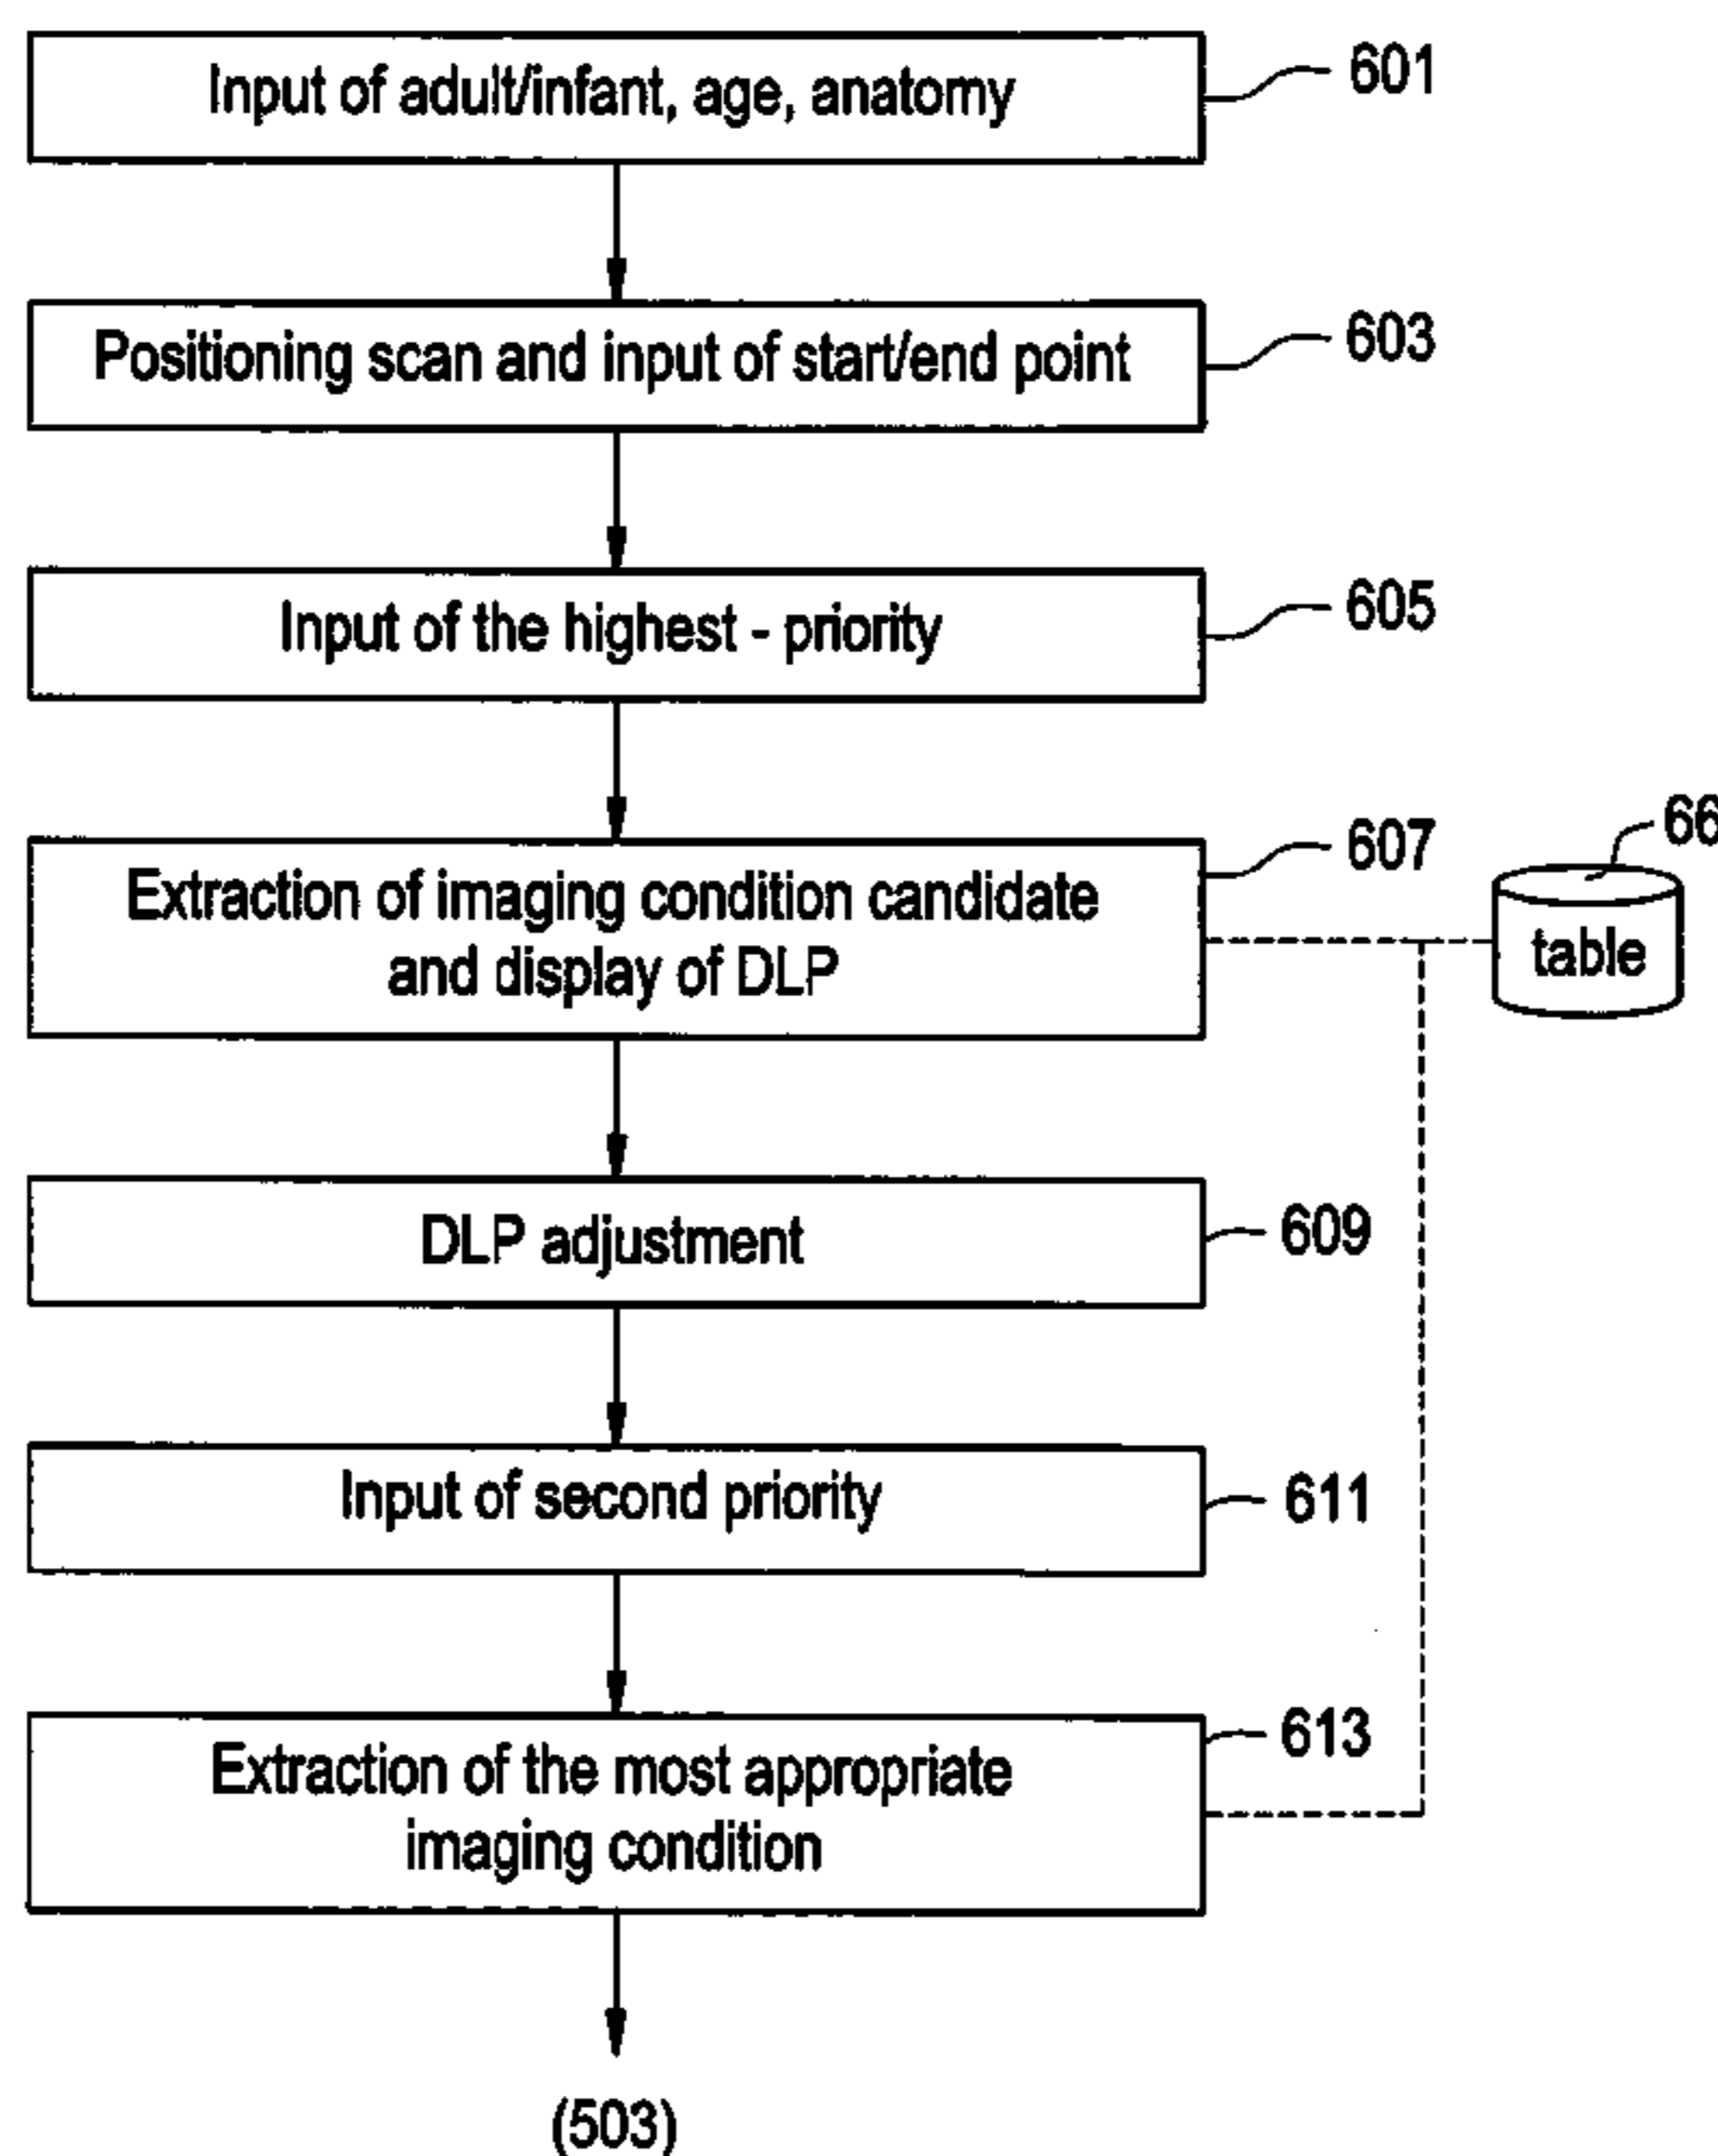 Input of adult/infant, age, anatomy
601
Positioning scan and input of start/end point
603
Input of the highest - priority
605
Extraction of imaging condition candidate
and display of DLP
607
66
table
DLP adjustment
609
Input of second priority
611
Extraction of the most appropriate
imaging condition
613
(503)